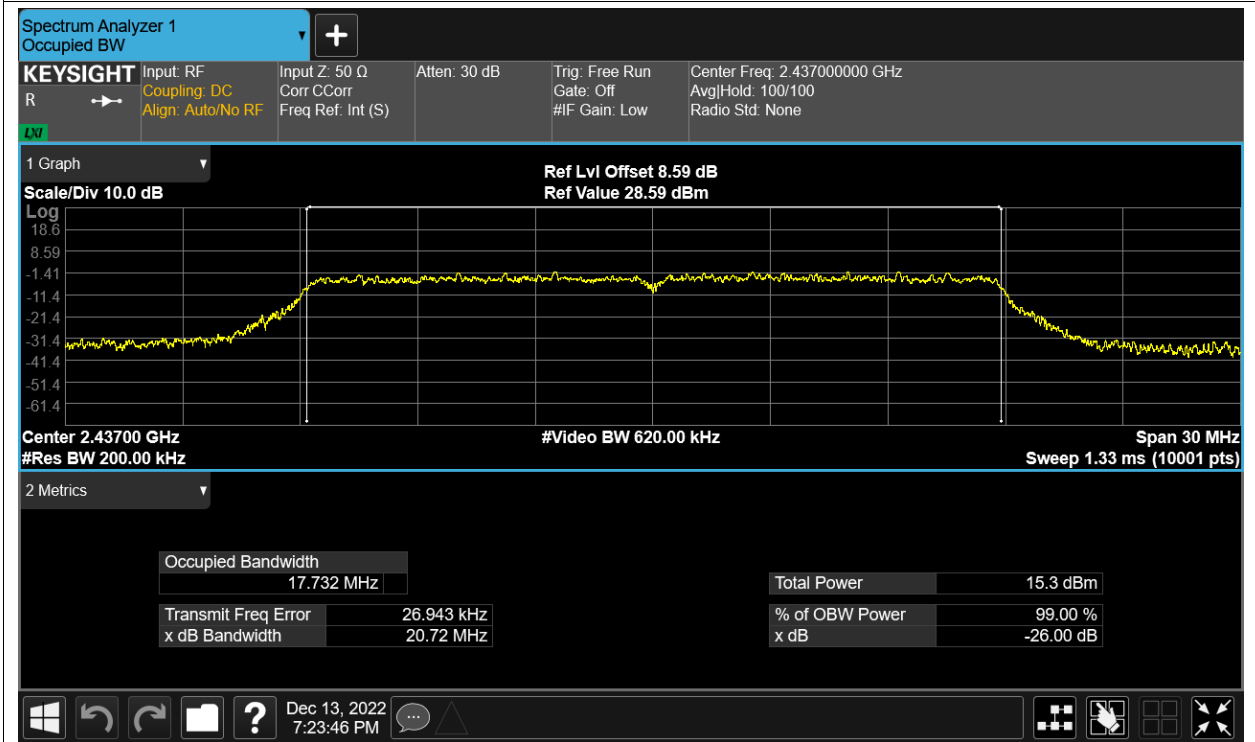 Spectrum Analyzer 1
Occupied BW
▼
+
KEYSIGHT Input: RF Input Z: 50 Ω Atten: 30 dB Trig: Free Run Center Freq: 2.437000000 GHz
R Coupling: DC Corr CCorr Gate: Off Avg|Hold: 100/100
Align: Auto/No RF Freq Ref: Int (S) #IF Gain: Low Radio Std: None
LXI
1 Graph ▼ Ref Lvl Offset 8.59 dB
Scale/Div 10.0 dB Ref Value 28.59 dBm
Log
18.6
8.59
-1.41
-11.4
-21.4
-31.4
-41.4
-51.4
-61.4
Center 2.43700 GHz #Video BW 620.00 kHz Span 30 MHz
#Res BW 200.00 kHz Sweep 1.33 ms (10001 pts)
2 Metrics ▼
Occupied Bandwidth
17.732 MHz Total Power 15.3 dBm
Transmit Freq Error 26.943 kHz % of OBW Power 99.00 %
x dB Bandwidth 20.72 MHz x dB -26.00 dB
? Dec 13, 2022
7:23:46 PM